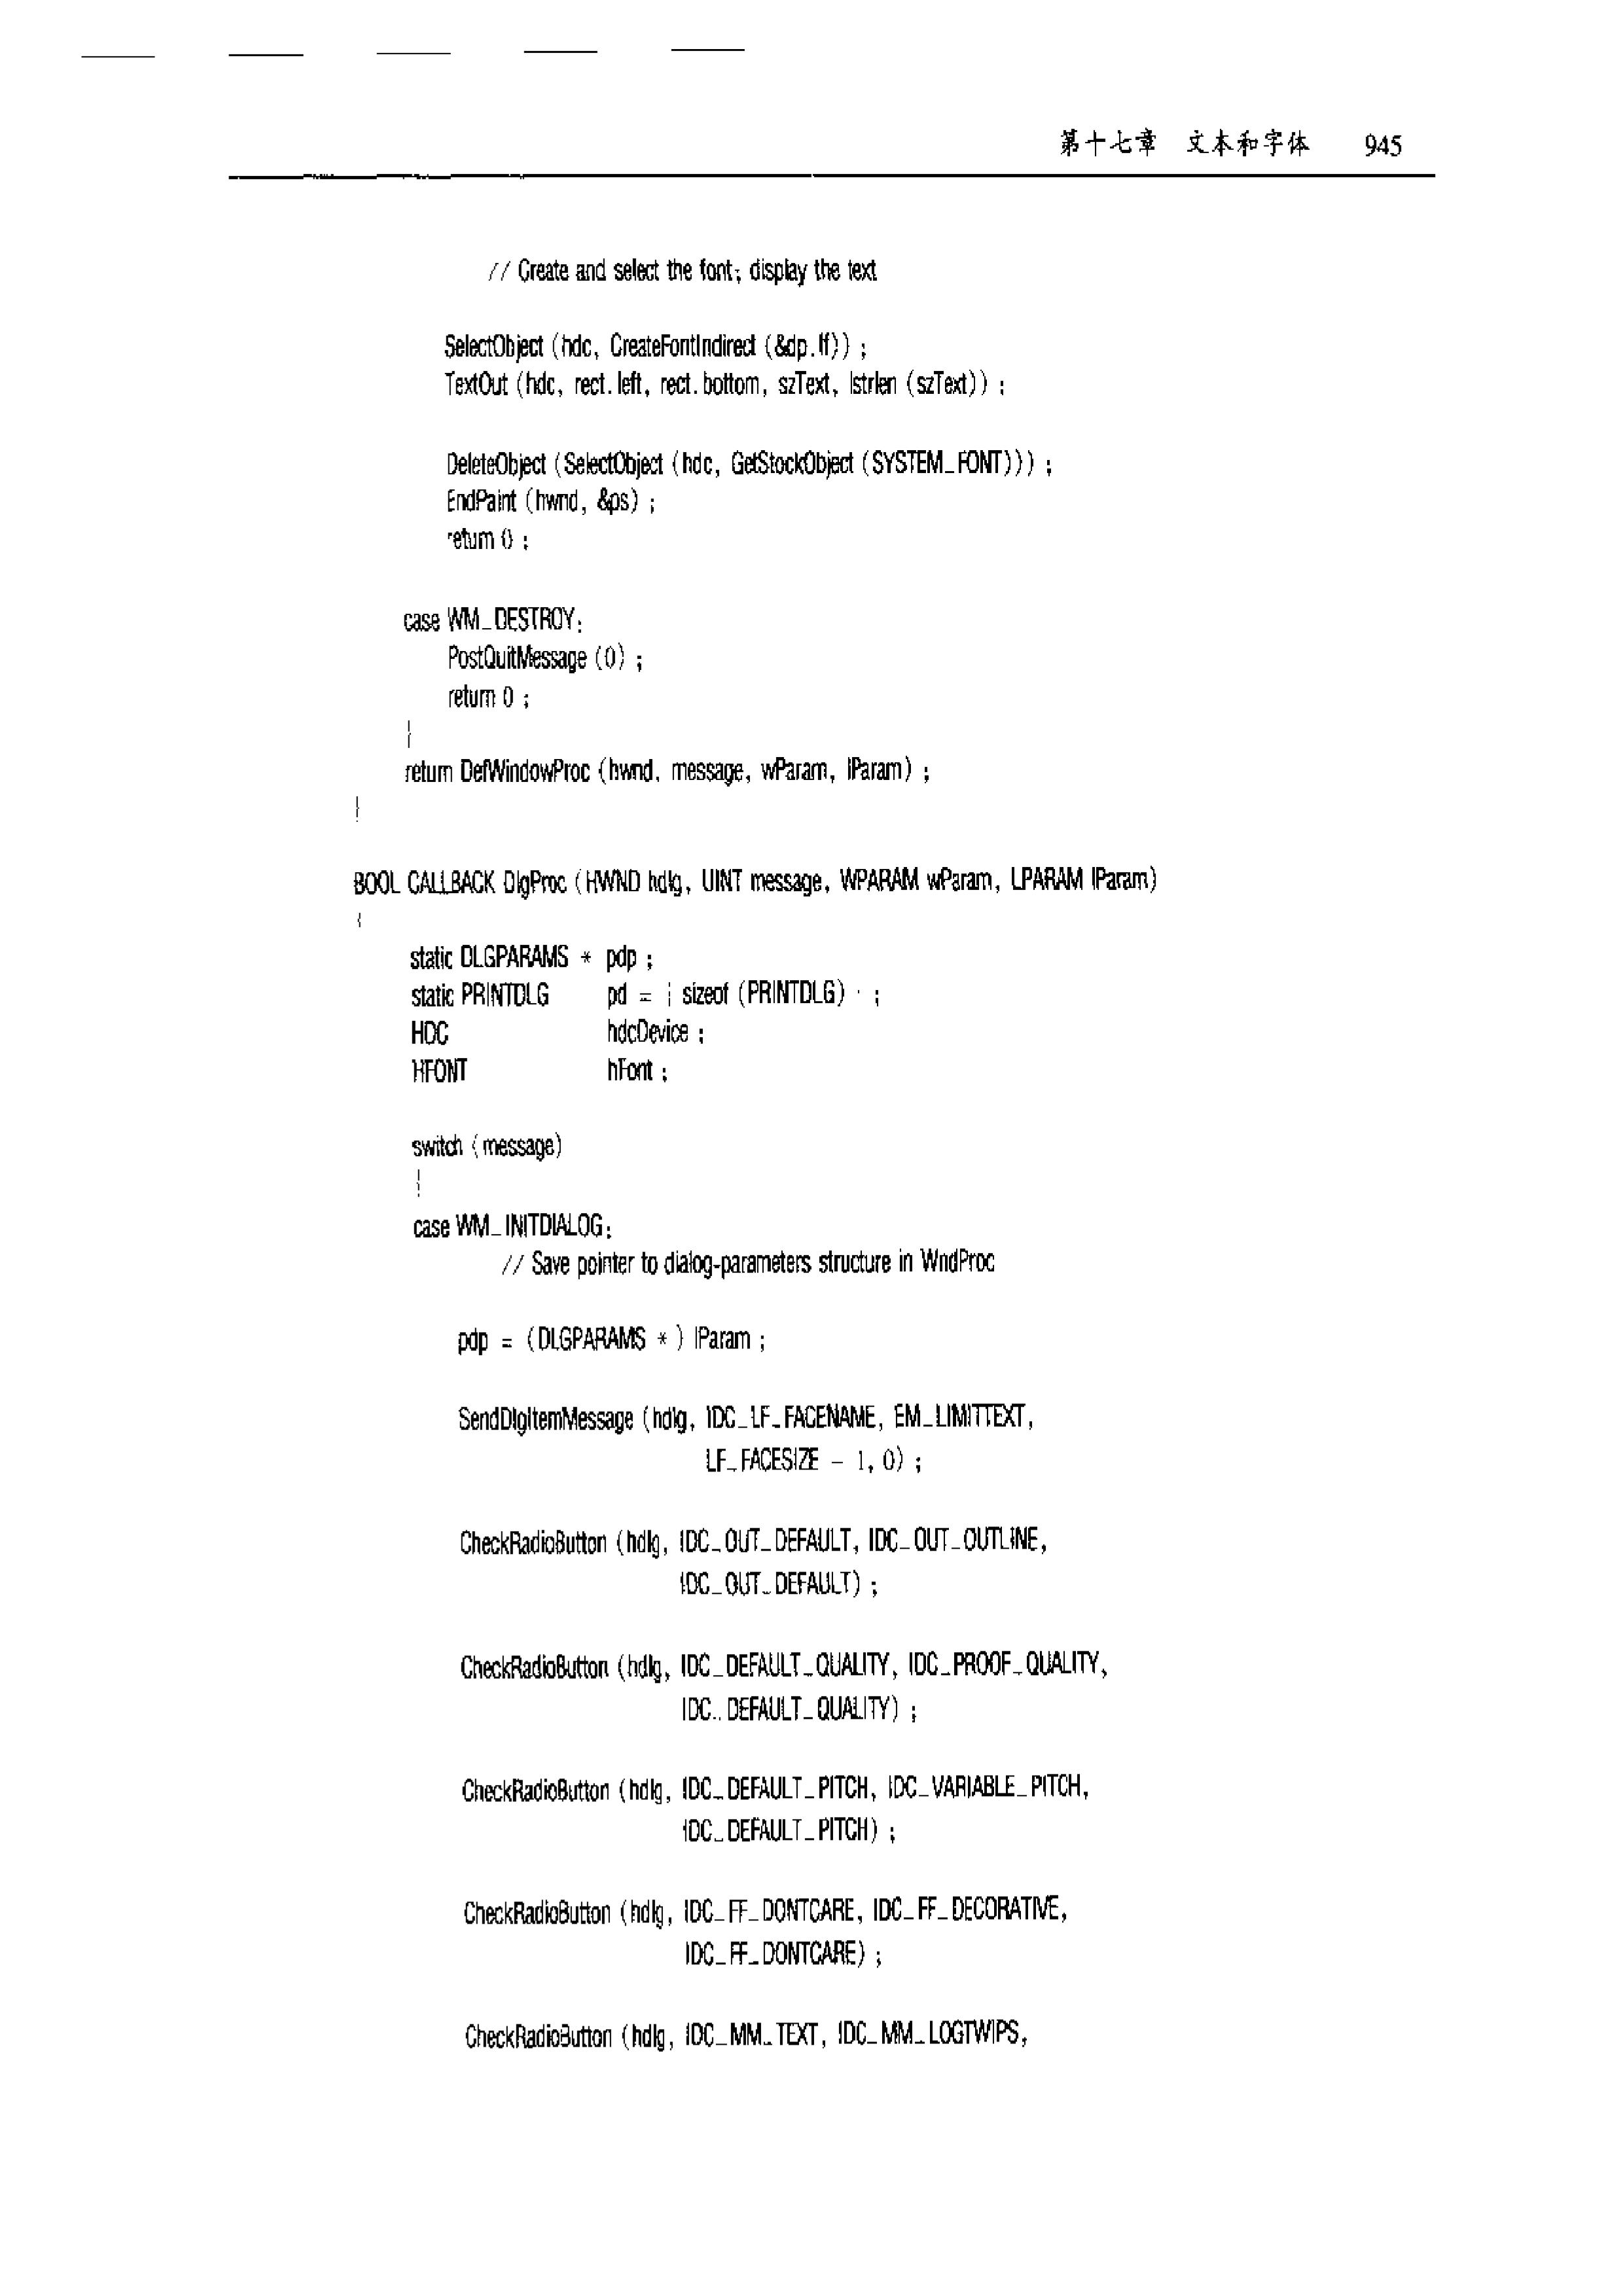 第十七章 文本和字体 945
// Create and select the font; display the text
SelectObject (hdc, CreateFontIndirect (&dp.lf)) ;
TextOut (hdc, rect.left, rect.bottom, szText, lstrlen (szText)) ;
DeleteObject (SelectObject (hdc, GetStockObject (SYSTEM_FONT))) ;
EndPaint (hwnd, &ps) ;
return 0 ;
case WM_DESTROY:
PostQuitMessage (0) ;
return 0 ;
}
return DefWindowProc (hwnd, message, wParam, lParam) ;
}
BOOL CALLBACK DlgProc (HWND hdlg, UINT message, WPARAM wParam, LPARAM lParam)
{
static DLGPARAMS * pdp ;
static PRINTDLG pd = { sizeof (PRINTDLG) } ;
HDC hdcDevice ;
HFONT hFont ;
switch (message)
{
case WM_INITDIALOG:
// Save pointer to dialog-parameters structure in WndProc
pdp = (DLGPARAMS *) lParam ;
SendDlgItemMessage (hdlg, IDC_LF_FACENAME, EM_LIMITTEXT,
LF_FACESIZE - 1, 0) ;
CheckRadioButton (hdlg, IDC_OUT_DEFAULT, IDC_OUT_OUTLINE,
IDC_OUT_DEFAULT) ;
CheckRadioButton (hdlg, IDC_DEFAULT_QUALITY, IDC_PROOF_QUALITY,
IDC_DEFAULT_QUALITY) ;
CheckRadioButton (hdlg, IDC_DEFAULT_PITCH, IDC_VARIABLE_PITCH,
IDC_DEFAULT_PITCH) ;
CheckRadioButton (hdlg, IDC_FF_DONTCARE, IDC_FF_DECORATIVE,
IDC_FF_DONTCARE) ;
CheckRadioButton (hdlg, IDC_MM_TEXT, IDC_MM_LOGTWIPS,